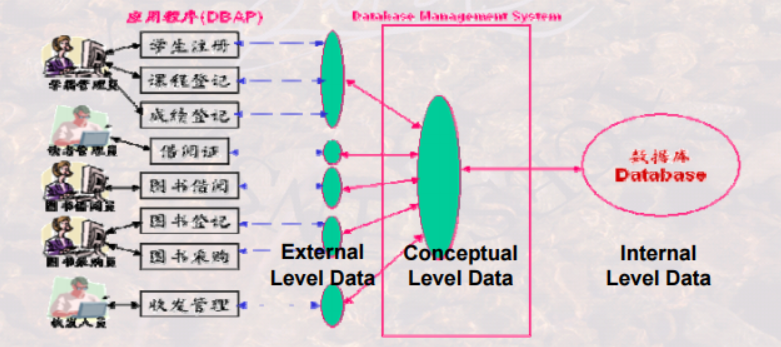 应用程序(DBAP)
Database Management System
学生注册
课程登记
学籍管理员
成绩登记
借阅证
读者管理员
图书借阅
图书借阅员
图书登记
图书采购
图书采购员
收发管理
收发人员
数据库
Database
External
Level Data
Conceptual
Level Data
Internal
Level Data